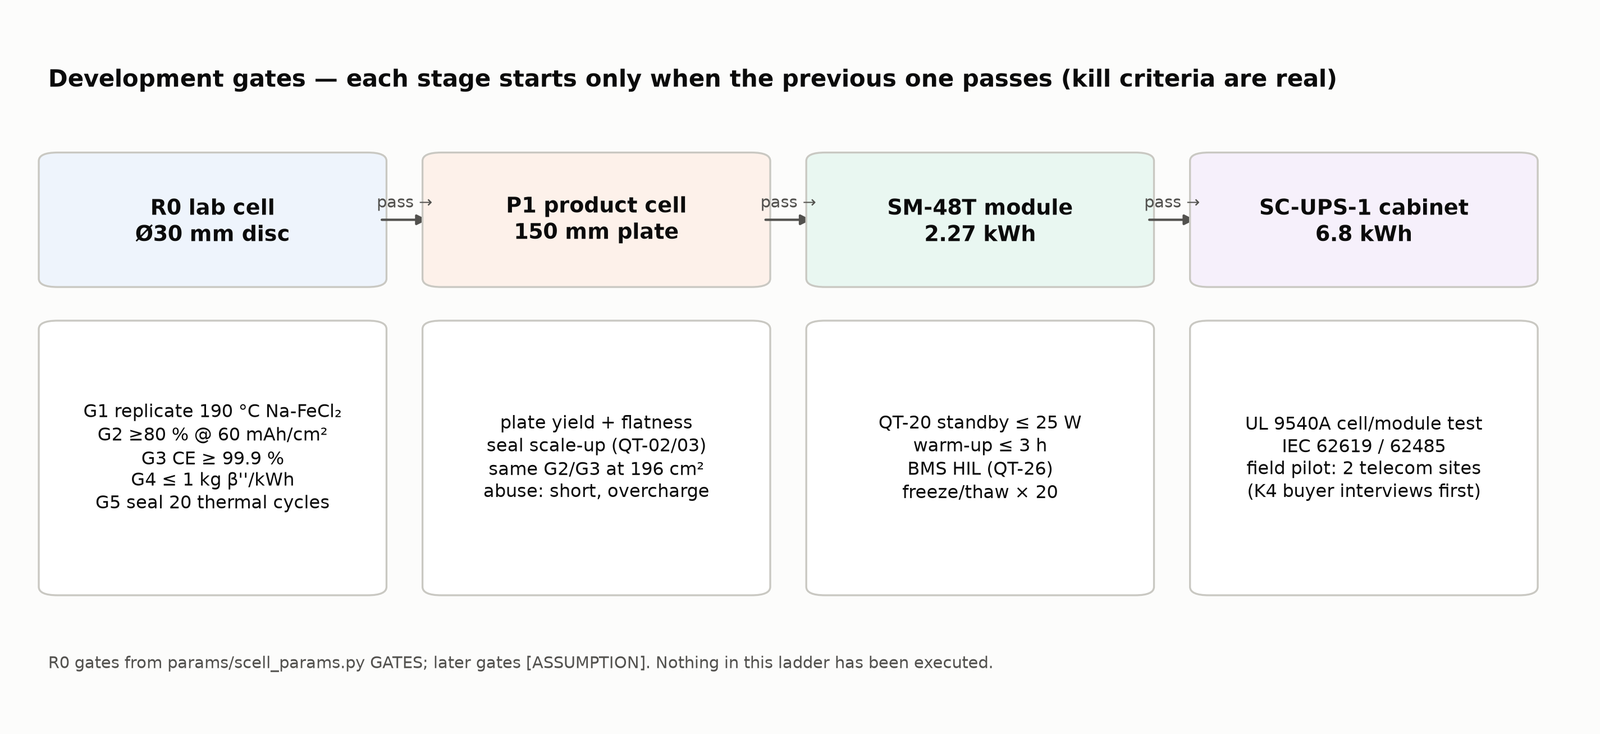 Development gates — each stage starts only when the previous one passes (kill criteria are real)
R0 lab cell
Ø30 mm disc
pass →
P1 product cell
150 mm plate
pass →
SM-48T module
2.27 kWh
pass →
SC-UPS-1 cabinet
6.8 kWh
G1 replicate 190 °C Na-FeCl₂
G2 ≥80 % @ 60 mAh/cm²
G3 CE ≥ 99.9 %
G4 ≤ 1 kg β''/kWh
G5 seal 20 thermal cycles
plate yield + flatness
seal scale-up (QT-02/03)
same G2/G3 at 196 cm²
abuse: short, overcharge
QT-20 standby ≤ 25 W
warm-up ≤ 3 h
BMS HIL (QT-26)
freeze/thaw × 20
UL 9540A cell/module test
IEC 62619 / 62485
field pilot: 2 telecom sites
(K4 buyer interviews first)
R0 gates from params/scell_params.py GATES; later gates [ASSUMPTION]. Nothing in this ladder has been executed.